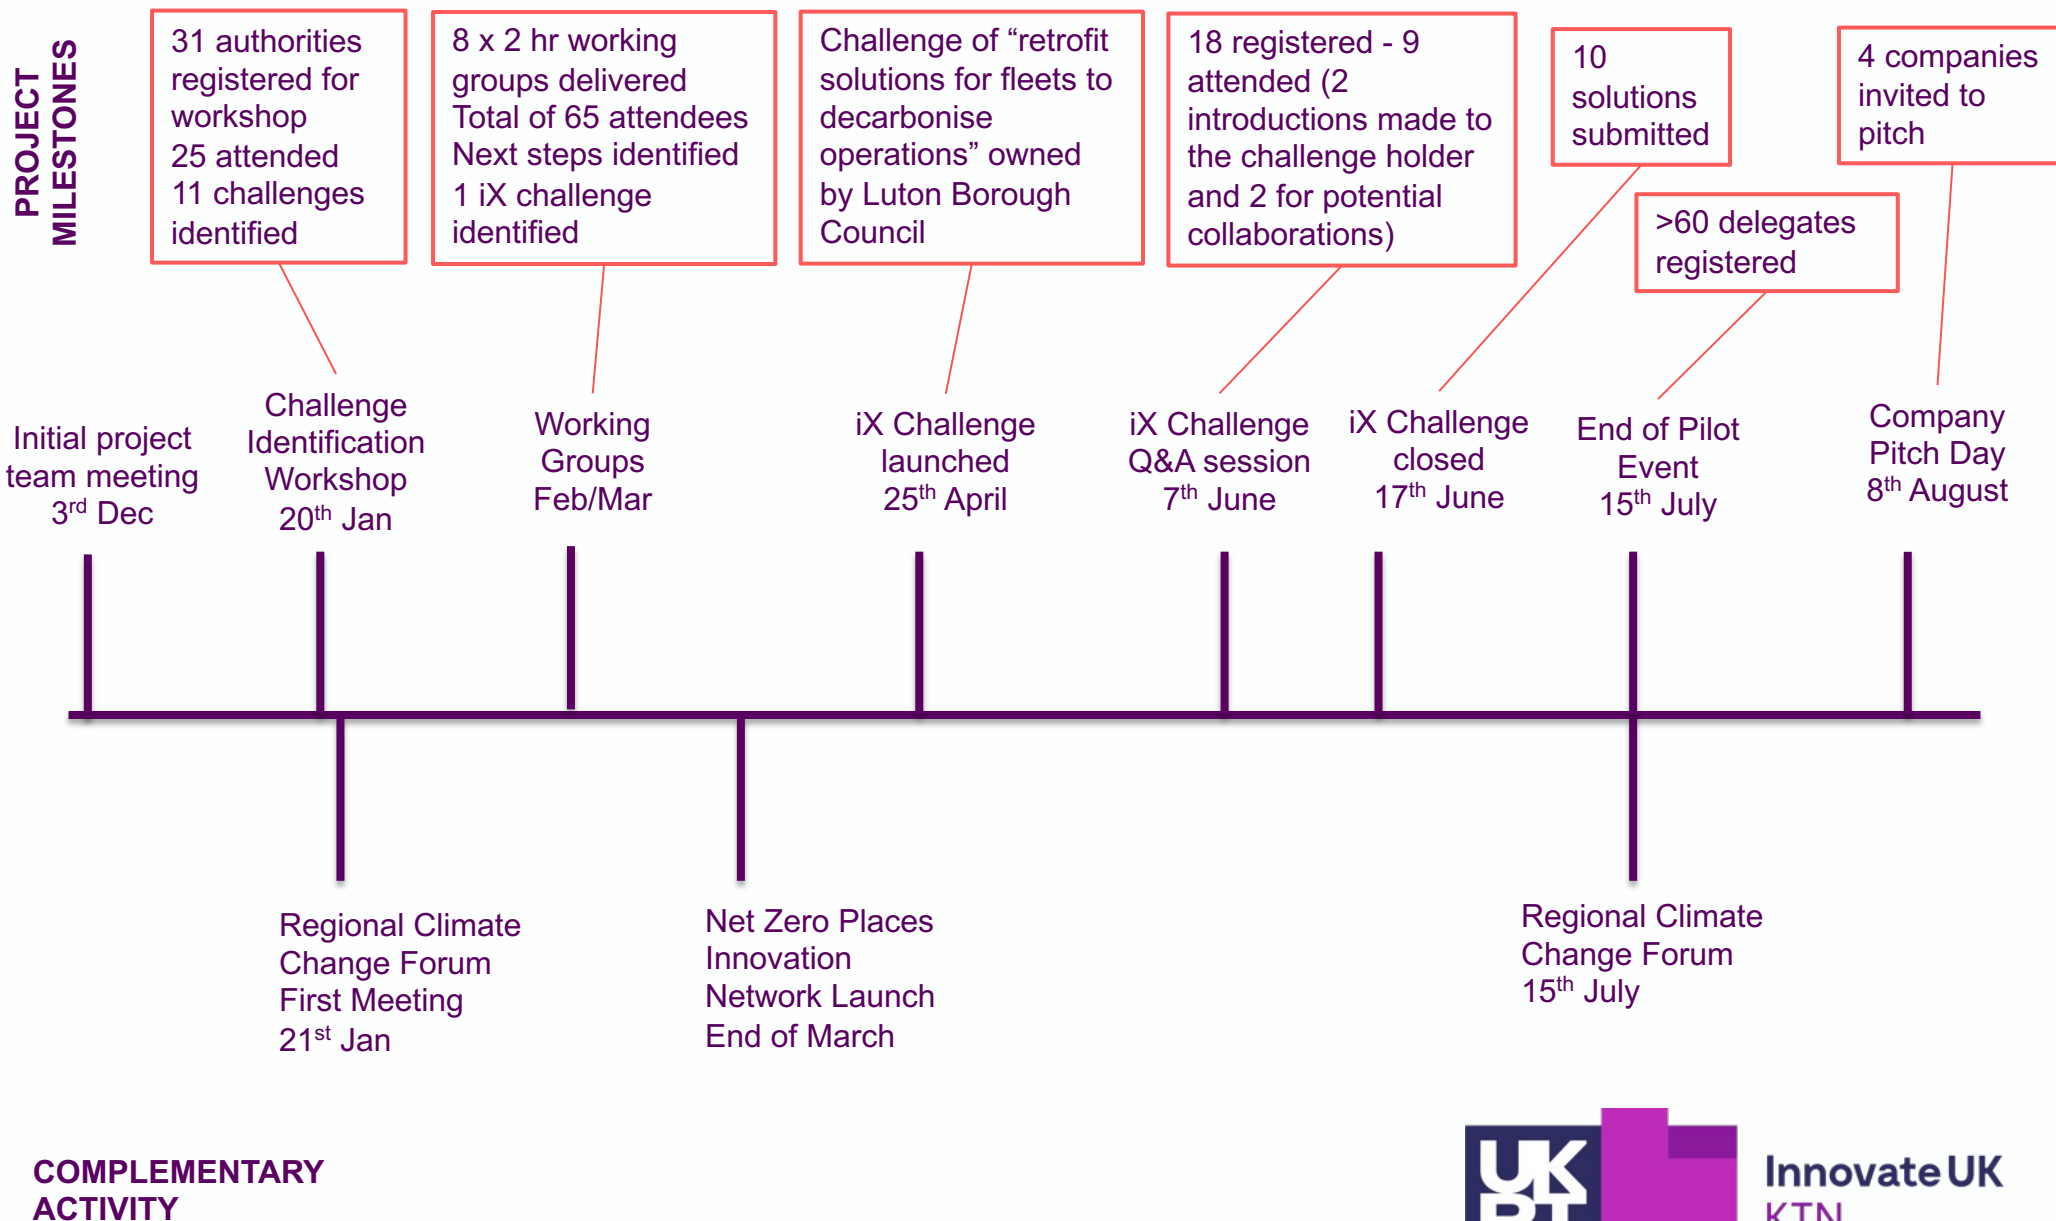 PROJECT
MILESTONES
31 authorities
registered for
workshop
25 attended
11 challenges
identified
8 x 2 hr working
groups delivered
Total of 65 attendees
Next steps identified
1 iX challenge
identified
Challenge of “retrofit
solutions for fleets to
decarbonise
operations” owned
by Luton Borough
Council
18 registered - 9
attended (2
introductions made to
the challenge holder
and 2 for potential
collaborations)
10
solutions
submitted
>60 delegates
registered
4 companies
invited to
pitch
Initial project
team meeting
3rd Dec
Challenge
Identification
Workshop
20th Jan
Working
Groups
Feb/Mar
iX Challenge
launched
25th April
iX Challenge
Q&A session
7th June
iX Challenge
closed
17th June
End of Pilot
Event
15th July
Company
Pitch Day
8th August
Regional Climate
Change Forum
First Meeting
21st Jan
Net Zero Places
Innovation
Network Launch
End of March
Regional Climate
Change Forum
15th July
COMPLEMENTARY
ACTIVITY
UK
Innovate UK
KTN